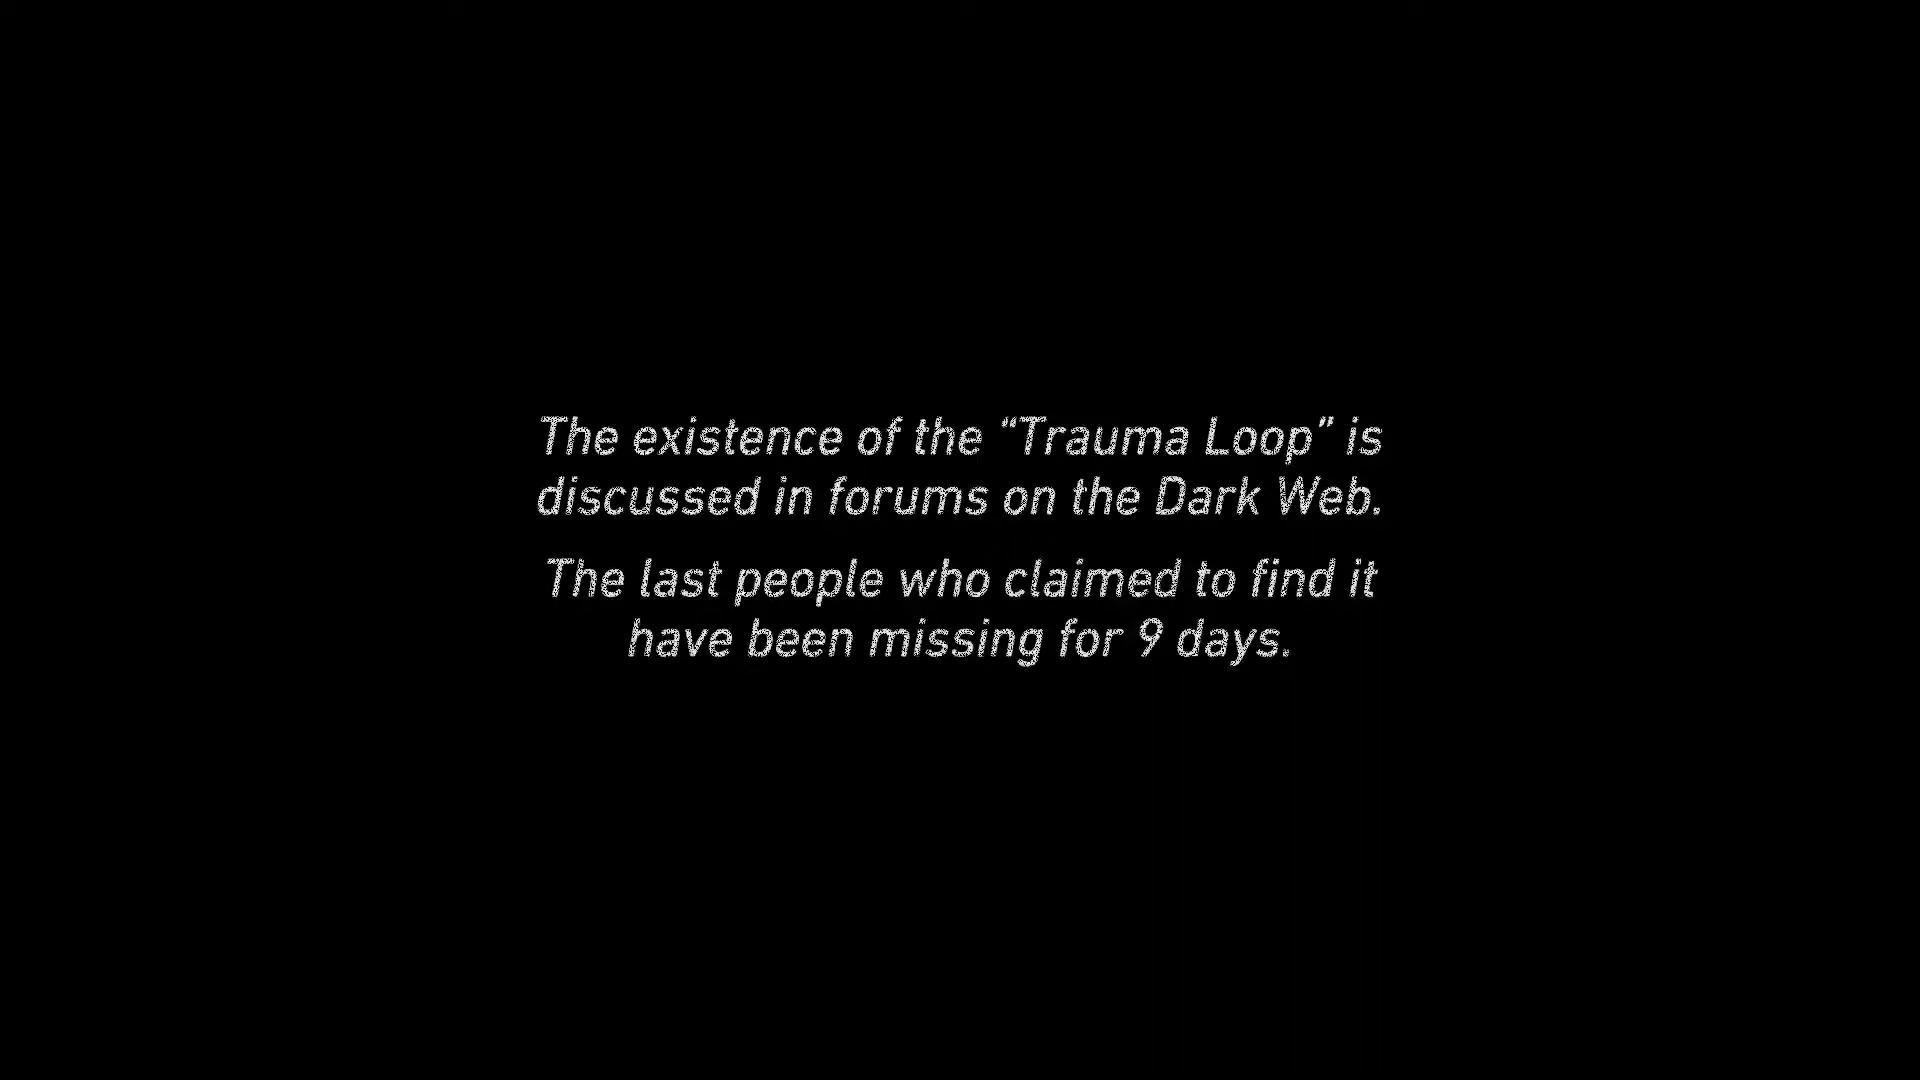 The existence of the “Trauma Loop” is
discussed in forums on the Dark Web.
The last people who claimed to find it
have been missing for 9 days.